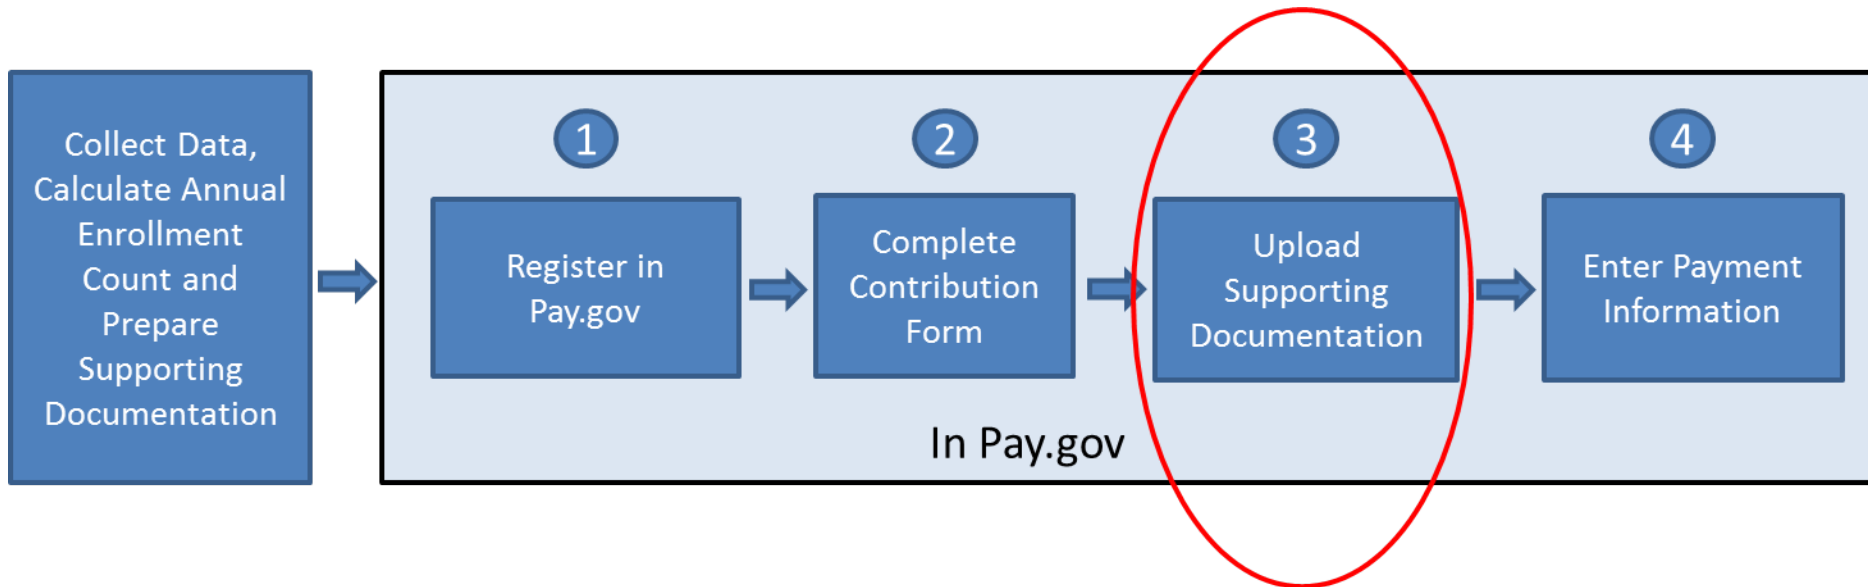 Collect Data,
Calculate Annual
Enrollment
Count and
Prepare
Supporting
Documentation
1
Register in
Pay.gov
2
Complete
Contribution
Form
3
Upload
Supporting
Documentation
4
Enter Payment
Information
In Pay.gov